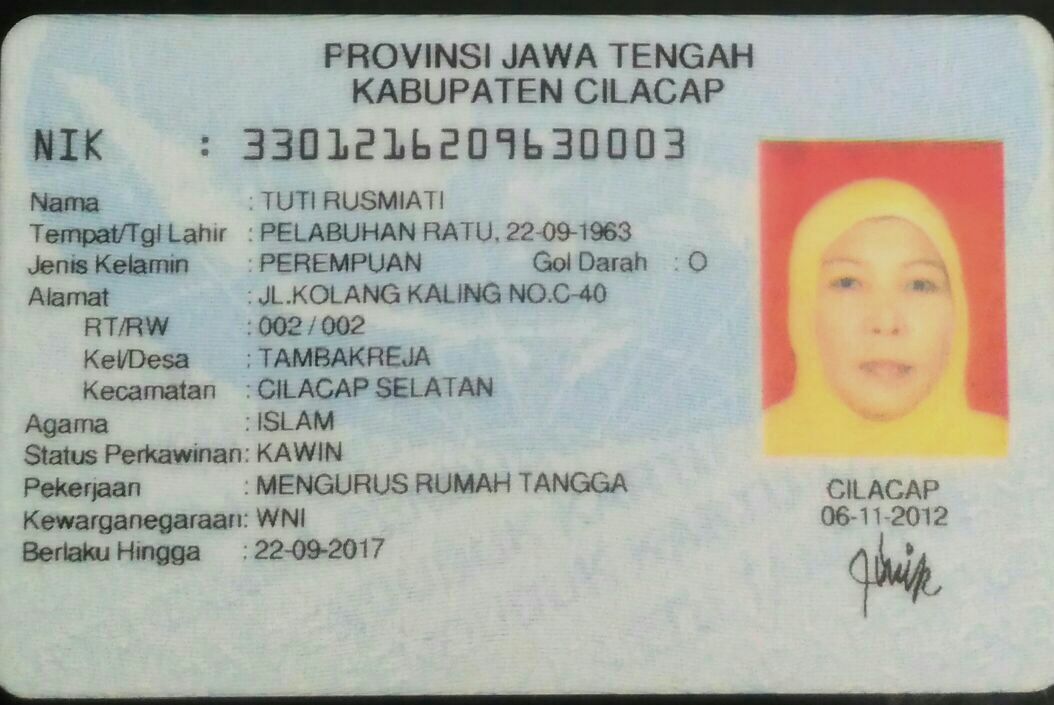 PROVINSI JAWA TENGAH
KABUPATEN CILACAP
NIK : 3301216209630003
Nama : TUTI RUSMIATI
Tempat/Tgl Lahir : PELABUHAN RATU, 22-09-1963
Jenis Kelamin : PEREMPUAN Gol Darah : O
Alamat : JL.KOLANG KALING NO.C-40
RT/RW : 002 / 002
Kel/Desa : TAMBAKREJA
Kecamatan : CILACAP SELATAN
Agama : ISLAM
Status Perkawinan: KAWIN
Pekerjaan : MENGURUS RUMAH TANGGA
Kewarganegaraan: WNI
Berlaku Hingga : 22-09-2017
CILACAP
06-11-2012